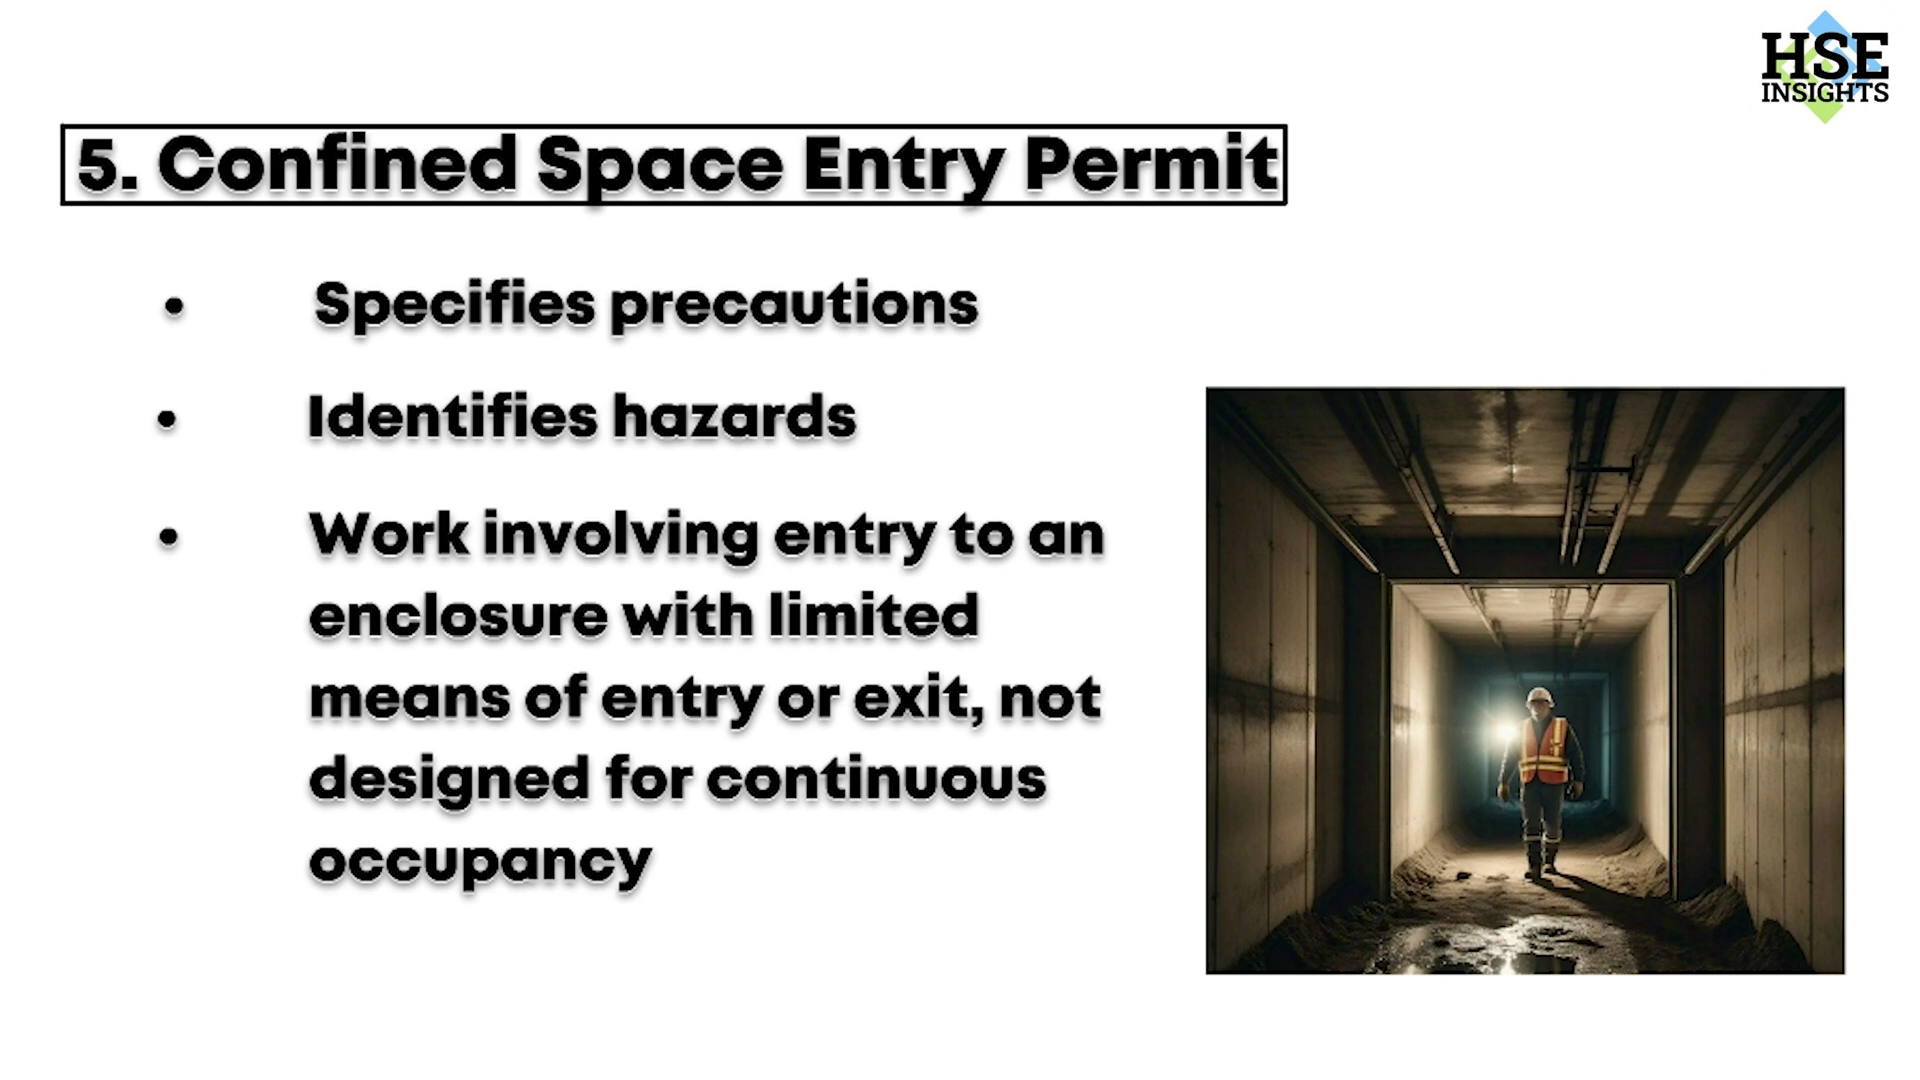 HSE
INSIGHTS
5. Confined Space Entry Permit
• Specifies precautions
• Identifies hazards
• Work involving entry to an
enclosure with limited
means of entry or exit, not
designed for continuous
occupancy